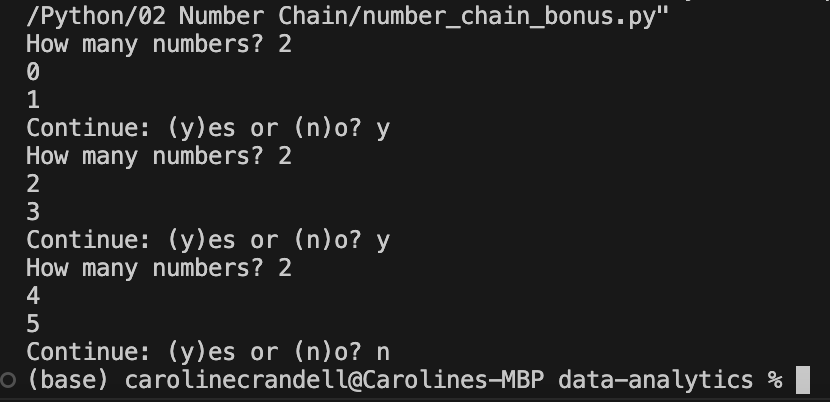 /Python/02 Number Chain/number_chain_bonus.py"
How many numbers? 2
0
1
Continue: (y)es or (n)o? y
How many numbers? 2
2
3
Continue: (y)es or (n)o? y
How many numbers? 2
4
5
Continue: (y)es or (n)o? n
(base) carolinecrandell@Carolines-MBP data-analytics %